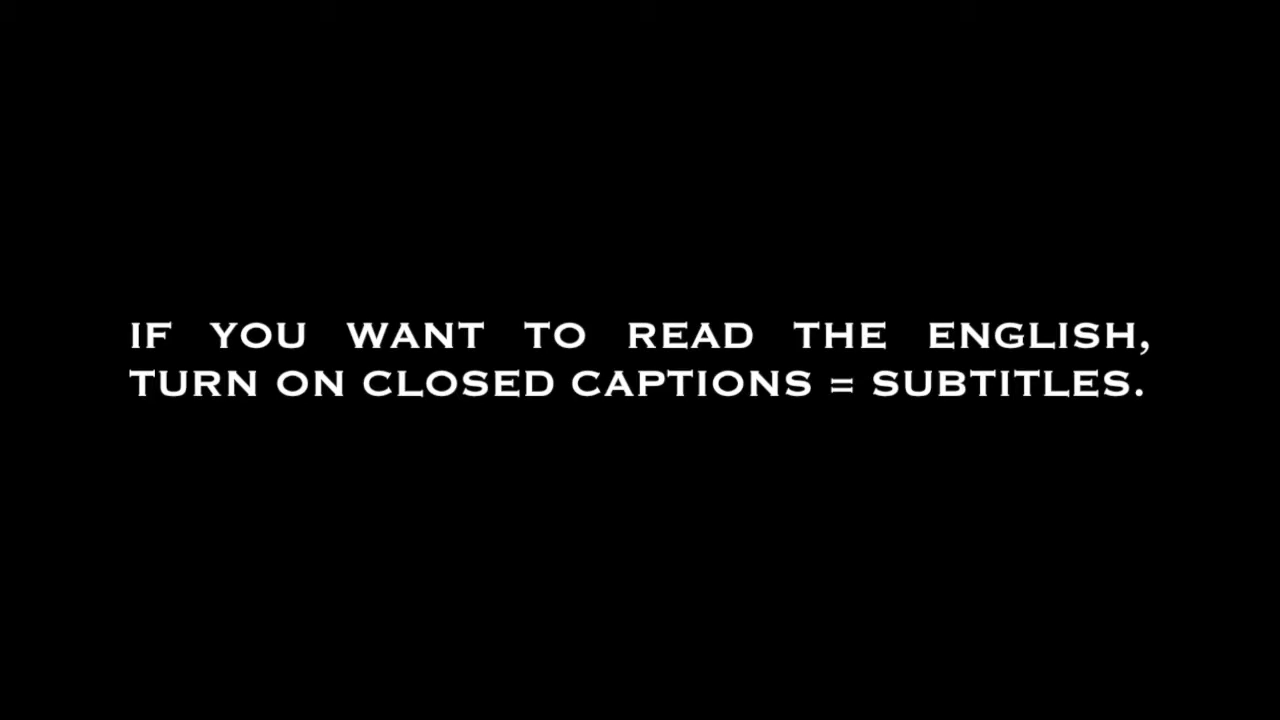 IF YOU WANT TO READ THE ENGLISH,
TURN ON CLOSED CAPTIONS = SUBTITLES.